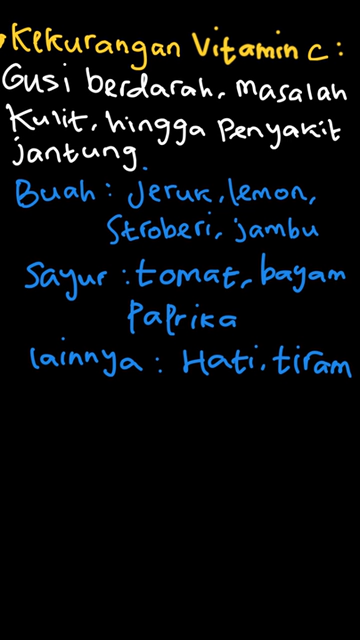 Kekurangan Vitamin C :
Gusi berdarah, masalah
Kulit, hingga Penyakit
jantung
Buah : jeruk, lemon,
Stroberi, jambu
Sayur : tomat, bayam
Paprika
lainnya : Hati, tiram